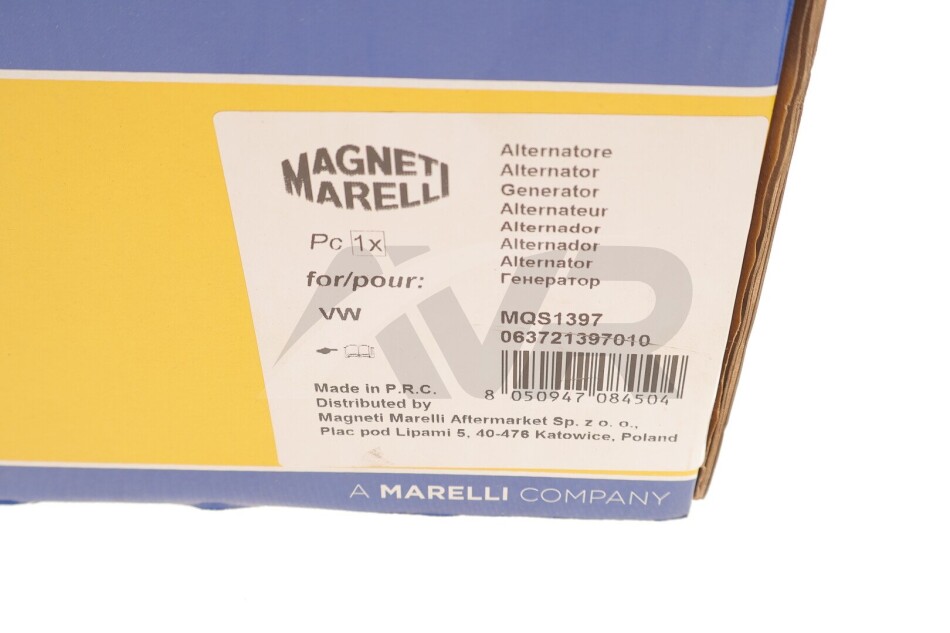 MAGNETI
MARELLI
Pc 1x
for/pour:
VW
Alternatore
Alternator
Generator
Alternateur
Alternador
Alternador
Alternator
Генератор
MQS1397
063721397010
8 050947 084504
Made in P.R.C.
Distributed by
Magneti Marelli Aftermarket Sp. z o. o.,
Plac pod Lipami 5, 40-476 Katowice, Poland
A MARELLI COMPANY